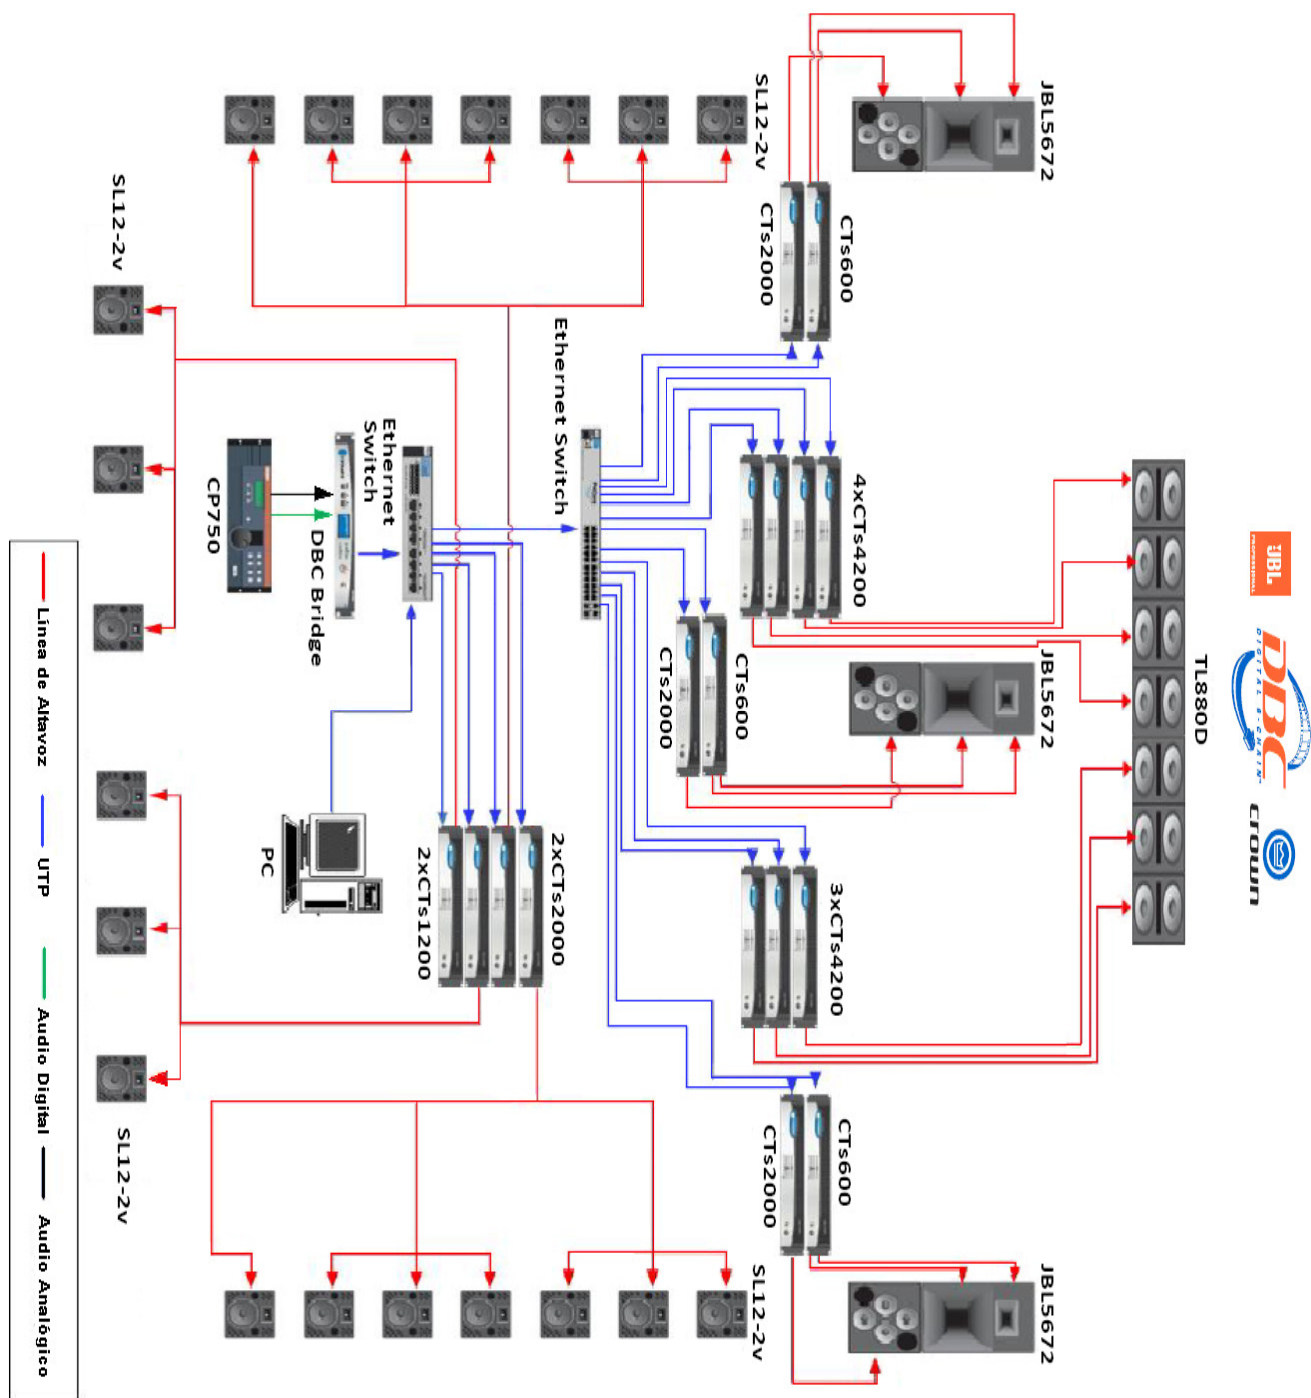 JBL
PROFESSIONAL
DBC
DIGITAL B-CHAIN
crown
TL880D
JBL5672
JBL5672
JBL5672
CTs600
CTs2000
4xCTs4200
CTs600
CTs2000
3xCTs4200
CTs600
CTs2000
SL12-2v
SL12-2v
Ethernet Switch
2xCTs2000
2xCTs1200
Ethernet
Switch
DBC Bridge
CP750
PC
SL12-2v
SL12-2v
Línea de Altavoz
UTP
Audio Digital
Audio Analógico